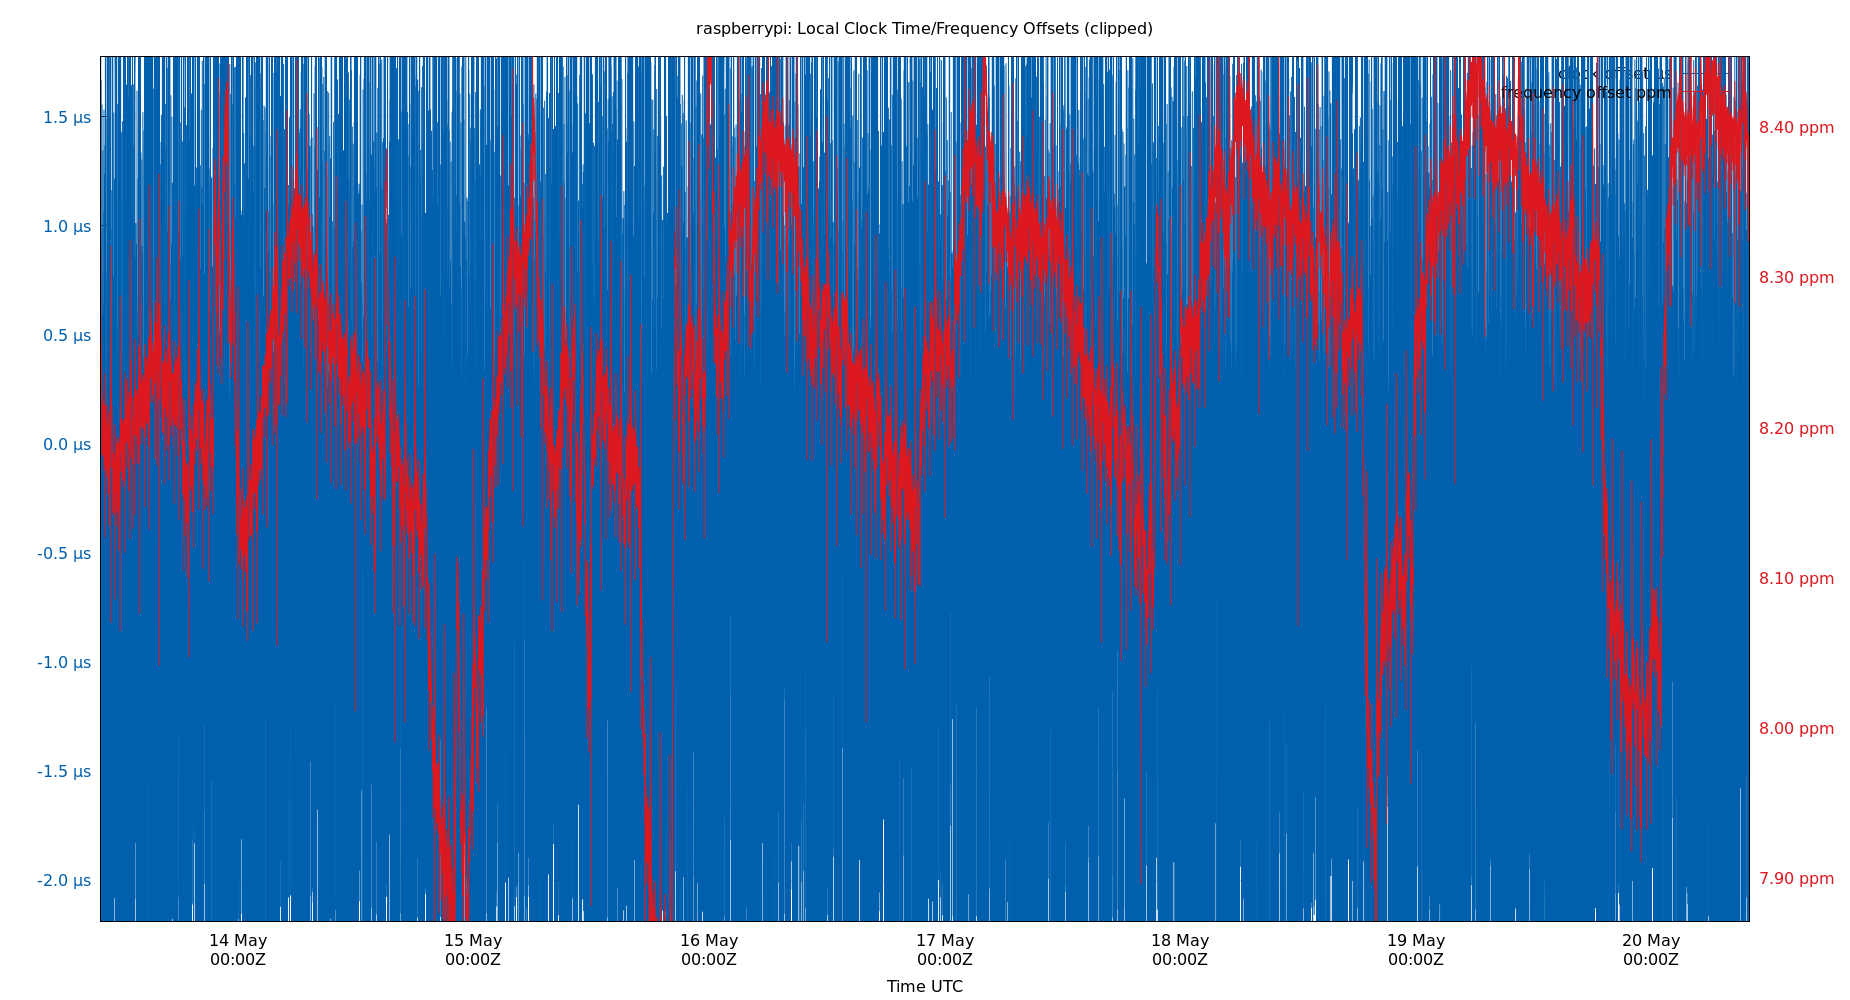 raspberrypi: Local Clock Time/Frequency Offsets (clipped)
clock offset µs
frequency offset ppm
1.5 µs
1.0 µs
0.5 µs
0.0 µs
-0.5 µs
-1.0 µs
-1.5 µs
-2.0 µs
8.40 ppm
8.30 ppm
8.20 ppm
8.10 ppm
8.00 ppm
7.90 ppm
14 May
00:00Z
15 May
00:00Z
16 May
00:00Z
17 May
00:00Z
18 May
00:00Z
19 May
00:00Z
20 May
00:00Z
Time UTC